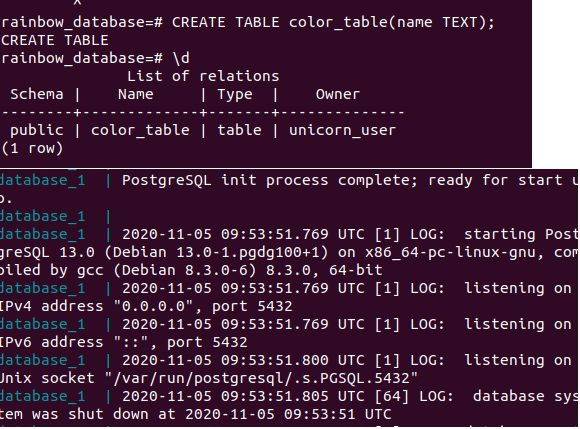 ^
rainbow_database=# CREATE TABLE color_table(name TEXT);
CREATE TABLE
rainbow_database=# \d
List of relations
Schema | Name | Type | Owner
--------+-------------+-------+--------------
public | color_table | table | unicorn_user
(1 row)
database_1 | PostgreSQL init process complete; ready for start u
p.
database_1 |
database_1 | 2020-11-05 09:53:51.769 UTC [1] LOG: starting Post
greSQL 13.0 (Debian 13.0-1.pgdg100+1) on x86_64-pc-linux-gnu, com
piled by gcc (Debian 8.3.0-6) 8.3.0, 64-bit
database_1 | 2020-11-05 09:53:51.769 UTC [1] LOG: listening on
IPv4 address "0.0.0.0", port 5432
database_1 | 2020-11-05 09:53:51.769 UTC [1] LOG: listening on
IPv6 address "::", port 5432
database_1 | 2020-11-05 09:53:51.800 UTC [1] LOG: listening on
Unix socket "/var/run/postgresql/.s.PGSQL.5432"
database_1 | 2020-11-05 09:53:51.805 UTC [64] LOG: database sys
tem was shut down at 2020-11-05 09:53:51 UTC